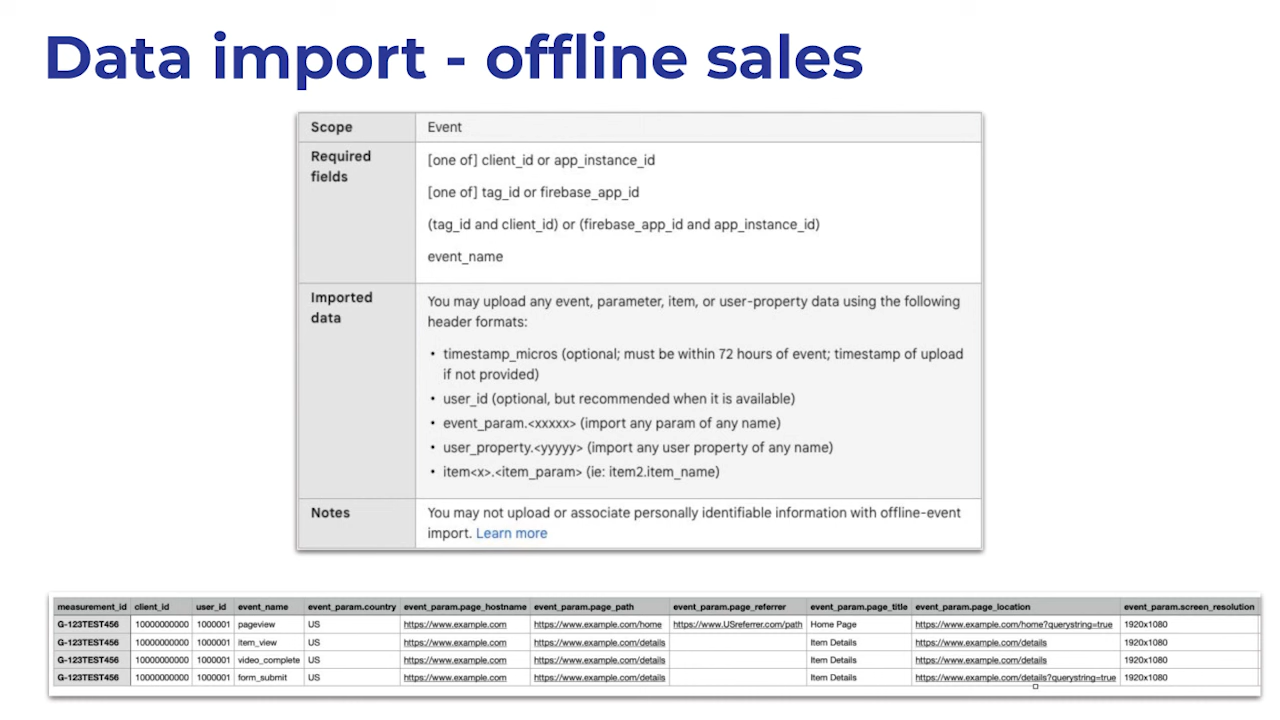 Data import - offline sales
Scope Event
Required fields [one of] client_id or app_instance_id
[one of] tag_id or firebase_app_id
(tag_id and client_id) or (firebase_app_id and app_instance_id)
event_name
Imported data You may upload any event, parameter, item, or user-property data using the following
header formats:
• timestamp_micros (optional; must be within 72 hours of event; timestamp of upload
if not provided)
• user_id (optional, but recommended when it is available)
• event_param.<xxxxx> (import any param of any name)
• user_property.<yyyyy> (import any user property of any name)
• item<x>.<item_param> (ie: item2.item_name)
Notes You may not upload or associate personally identifiable information with offline-event
import. Learn more
measurement_id client_id user_id event_name event_param.country event_param.page_hostname event_param.page_path event_param.page_referrer event_param.page_title event_param.page_location event_param.screen_resolution
G-123TEST456 10000000000 1000001 pageview US https://www.example.com https://www.example.com/home https://www.USreferrer.com/path Home Page https://www.example.com/home?querystring=true 1920x1080
G-123TEST456 10000000000 1000001 item_view US https://www.example.com https://www.example.com/details Item Details https://www.example.com/details 1920x1080
G-123TEST456 10000000000 1000001 video_complete US https://www.example.com https://www.example.com/details Item Details https://www.example.com/details 1920x1080
G-123TEST456 10000000000 1000001 form_submit US https://www.example.com https://www.example.com/details Item Details https://www.example.com/details?querystring=true 1920x1080